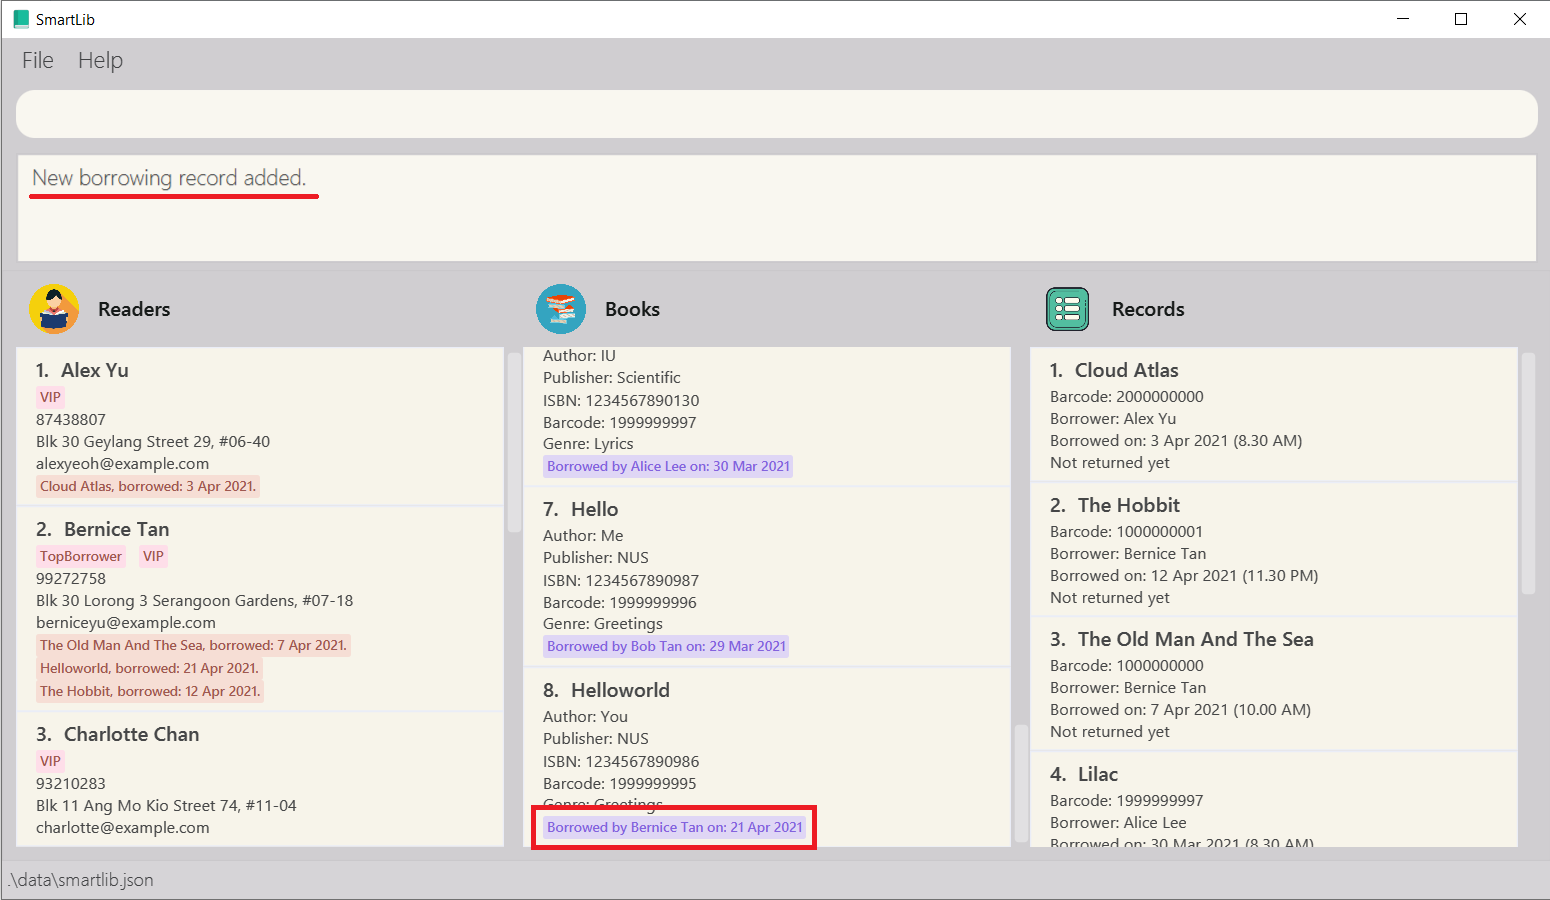 SmartLib
File Help
New borrowing record added.
Readers
1. Alex Yu
VIP
87438807
Blk 30 Geylang Street 29, #06-40
alexyeoh@example.com
Cloud Atlas, borrowed: 3 Apr 2021.
2. Bernice Tan
TopBorrower VIP
99272758
Blk 30 Lorong 3 Serangoon Gardens, #07-18
berniceyu@example.com
The Old Man And The Sea, borrowed: 7 Apr 2021.
Helloworld, borrowed: 21 Apr 2021.
The Hobbit, borrowed: 12 Apr 2021.
3. Charlotte Chan
VIP
93210283
Blk 11 Ang Mo Kio Street 74, #11-04
charlotte@example.com
Books
Author: IU
Publisher: Scientific
ISBN: 1234567890130
Barcode: 1999999997
Genre: Lyrics
Borrowed by Alice Lee on: 30 Mar 2021
7. Hello
Author: Me
Publisher: NUS
ISBN: 1234567890987
Barcode: 1999999996
Genre: Greetings
Borrowed by Bob Tan on: 29 Mar 2021
8. Helloworld
Author: You
Publisher: NUS
ISBN: 1234567890986
Barcode: 1999999995
Genre: Greetings
Borrowed by Bernice Tan on: 21 Apr 2021
Records
1. Cloud Atlas
Barcode: 2000000000
Borrower: Alex Yu
Borrowed on: 3 Apr 2021 (8.30 AM)
Not returned yet
2. The Hobbit
Barcode: 1000000001
Borrower: Bernice Tan
Borrowed on: 12 Apr 2021 (11.30 PM)
Not returned yet
3. The Old Man And The Sea
Barcode: 1000000000
Borrower: Bernice Tan
Borrowed on: 7 Apr 2021 (10.00 AM)
Not returned yet
4. Lilac
Barcode: 1999999997
Borrower: Alice Lee
Borrowed on: 30 Mar 2021 (8.30 AM)
.\data\smartlib.json